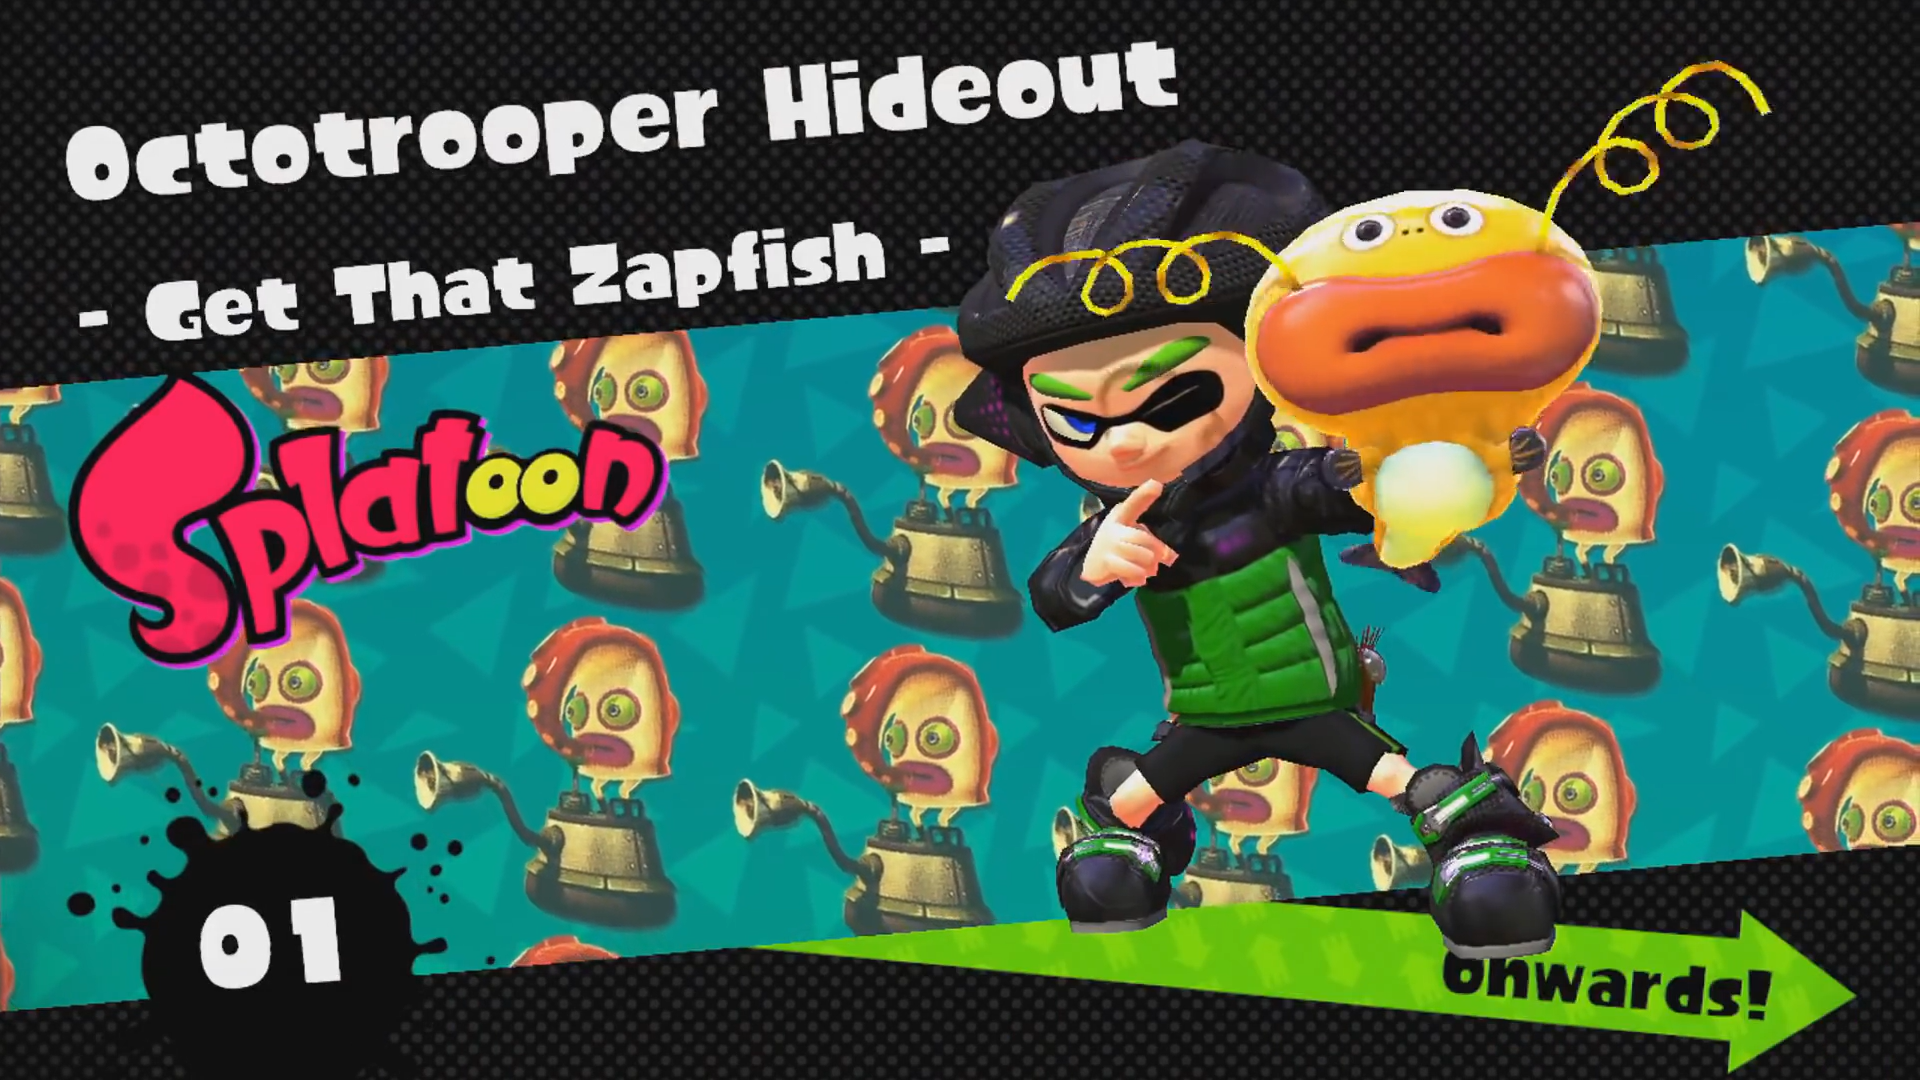 Octotrooper Hideout
- Get That Zapfish -
Splatoon
01
Onwards!